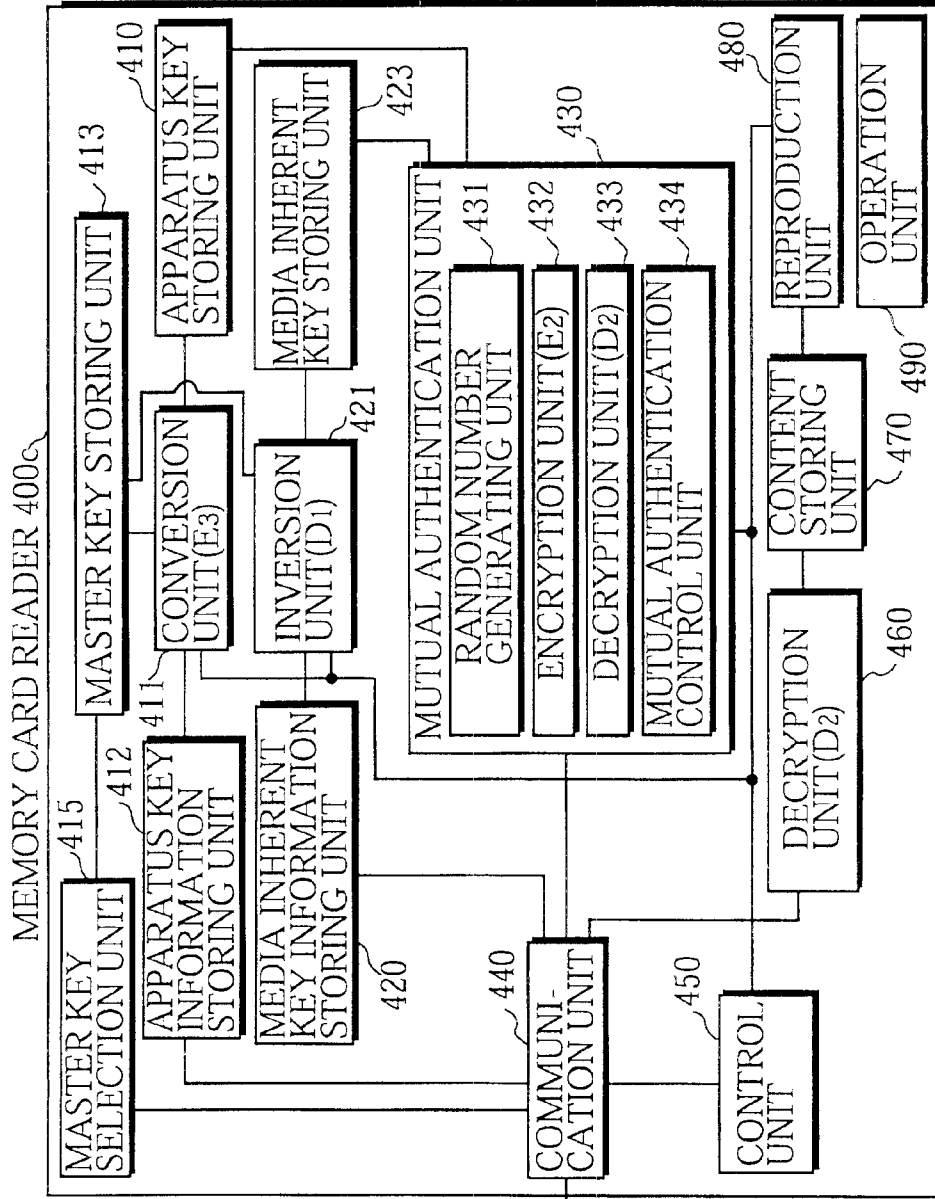 MEMORY CARD READER 400c
415
MASTER KEY
SELECTION UNIT
413
MASTER KEY STORING UNIT
412
APPARATUS KEY
INFORMATION
STORING UNIT
411
CONVERSION
UNIT(E3)
410
APPARATUS KEY
STORING UNIT
MEDIA INHERENT
KEY INFORMATION
STORING UNIT
420
INVERSION
UNIT(D1)
421
MEDIA INHERENT
KEY STORING UNIT
423
MUTUAL AUTHENTICATION UNIT
430
RANDOM NUMBER
GENERATING UNIT
431
ENCRYPTION UNIT(E2)
432
DECRYPTION UNIT(D2)
433
MUTUAL AUTHENTICATION
CONTROL UNIT
434
440
COMMUNI-
CATION UNIT
450
CONTROL
UNIT
DECRYPTION
UNIT(D2)
460
CONTENT
STORING
UNIT
470
REPRODUCTION
UNIT
480
OPERATION
UNIT
490